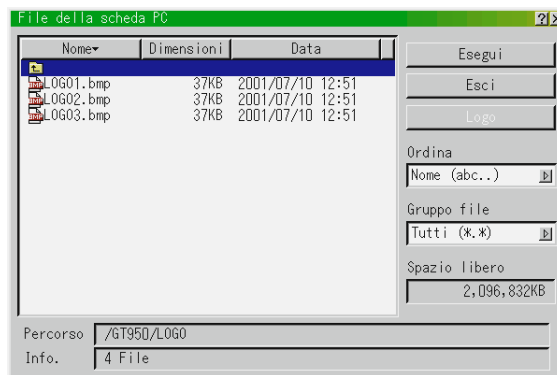 File della scheda PC
Nome Dimensioni Data
LOGO1.bmp 37KB 2001/07/10 12:51
LOGO2.bmp 37KB 2001/07/10 12:51
LOGO3.bmp 37KB 2001/07/10 12:51
Esegui
Esci
Logo
Ordina
Nome (abc..)
Gruppo file
Tutti (*.*)
Spazio libero
2,096,832KB
Percorso /GT950/LOGO
Info. 4 File